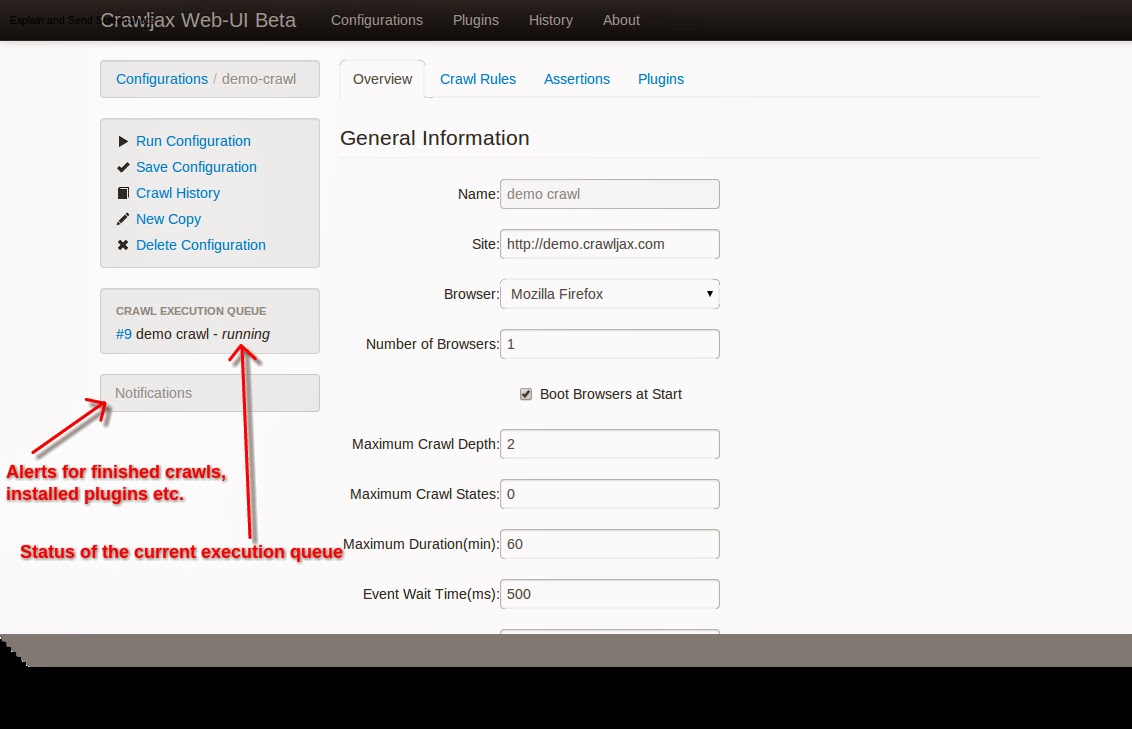 Explain and Send Screenshots
Crawljax Web-UI Beta
Configurations Plugins History About
Configurations / demo-crawl
Overview Crawl Rules Assertions Plugins
Run Configuration
Save Configuration
Crawl History
New Copy
Delete Configuration
CRAWL EXECUTION QUEUE
#9 demo crawl - running
Notifications
Alerts for finished crawls,
installed plugins etc.
Status of the current execution queue
General Information
Name: demo crawl
Site: http://demo.crawljax.com
Browser: Mozilla Firefox
Number of Browsers: 1
Boot Browsers at Start
Maximum Crawl Depth: 2
Maximum Crawl States: 0
Maximum Duration(min): 60
Event Wait Time(ms): 500